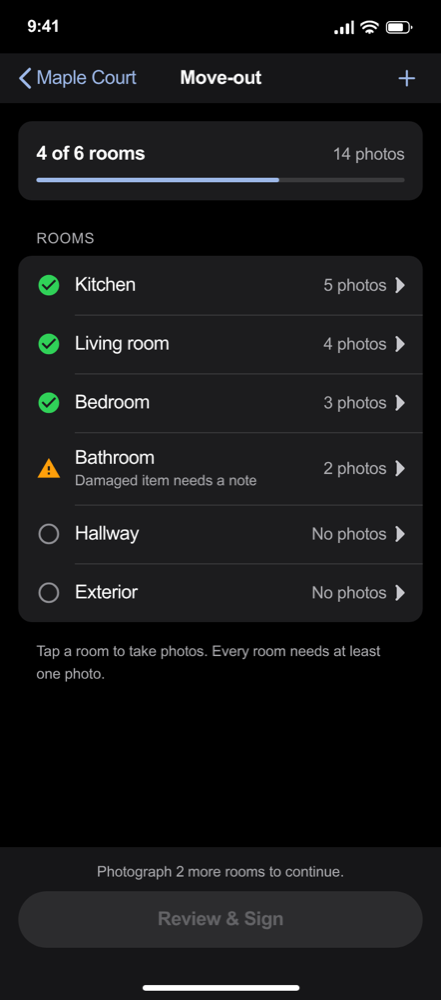 9:41
Maple Court
Move-out
4 of 6 rooms
14 photos
ROOMS
Kitchen
5 photos
Living room
4 photos
Bedroom
3 photos
Bathroom
Damaged item needs a note
2 photos
Hallway
No photos
Exterior
No photos
Tap a room to take photos. Every room needs at least
one photo.
Photograph 2 more rooms to continue.
Review & Sign